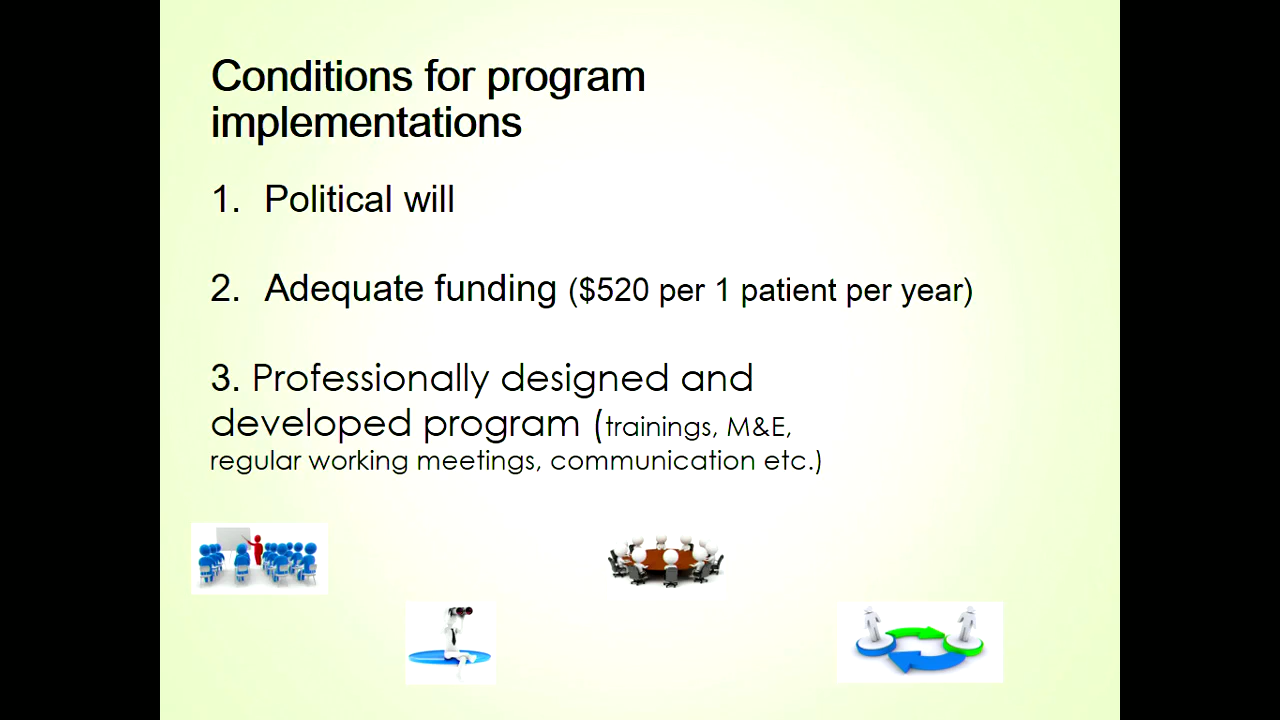 Conditions for program
implementations
1. Political will
2. Adequate funding ($520 per 1 patient per year)
3. Professionally designed and
developed program (trainings, M&E,
regular working meetings, communication etc.)